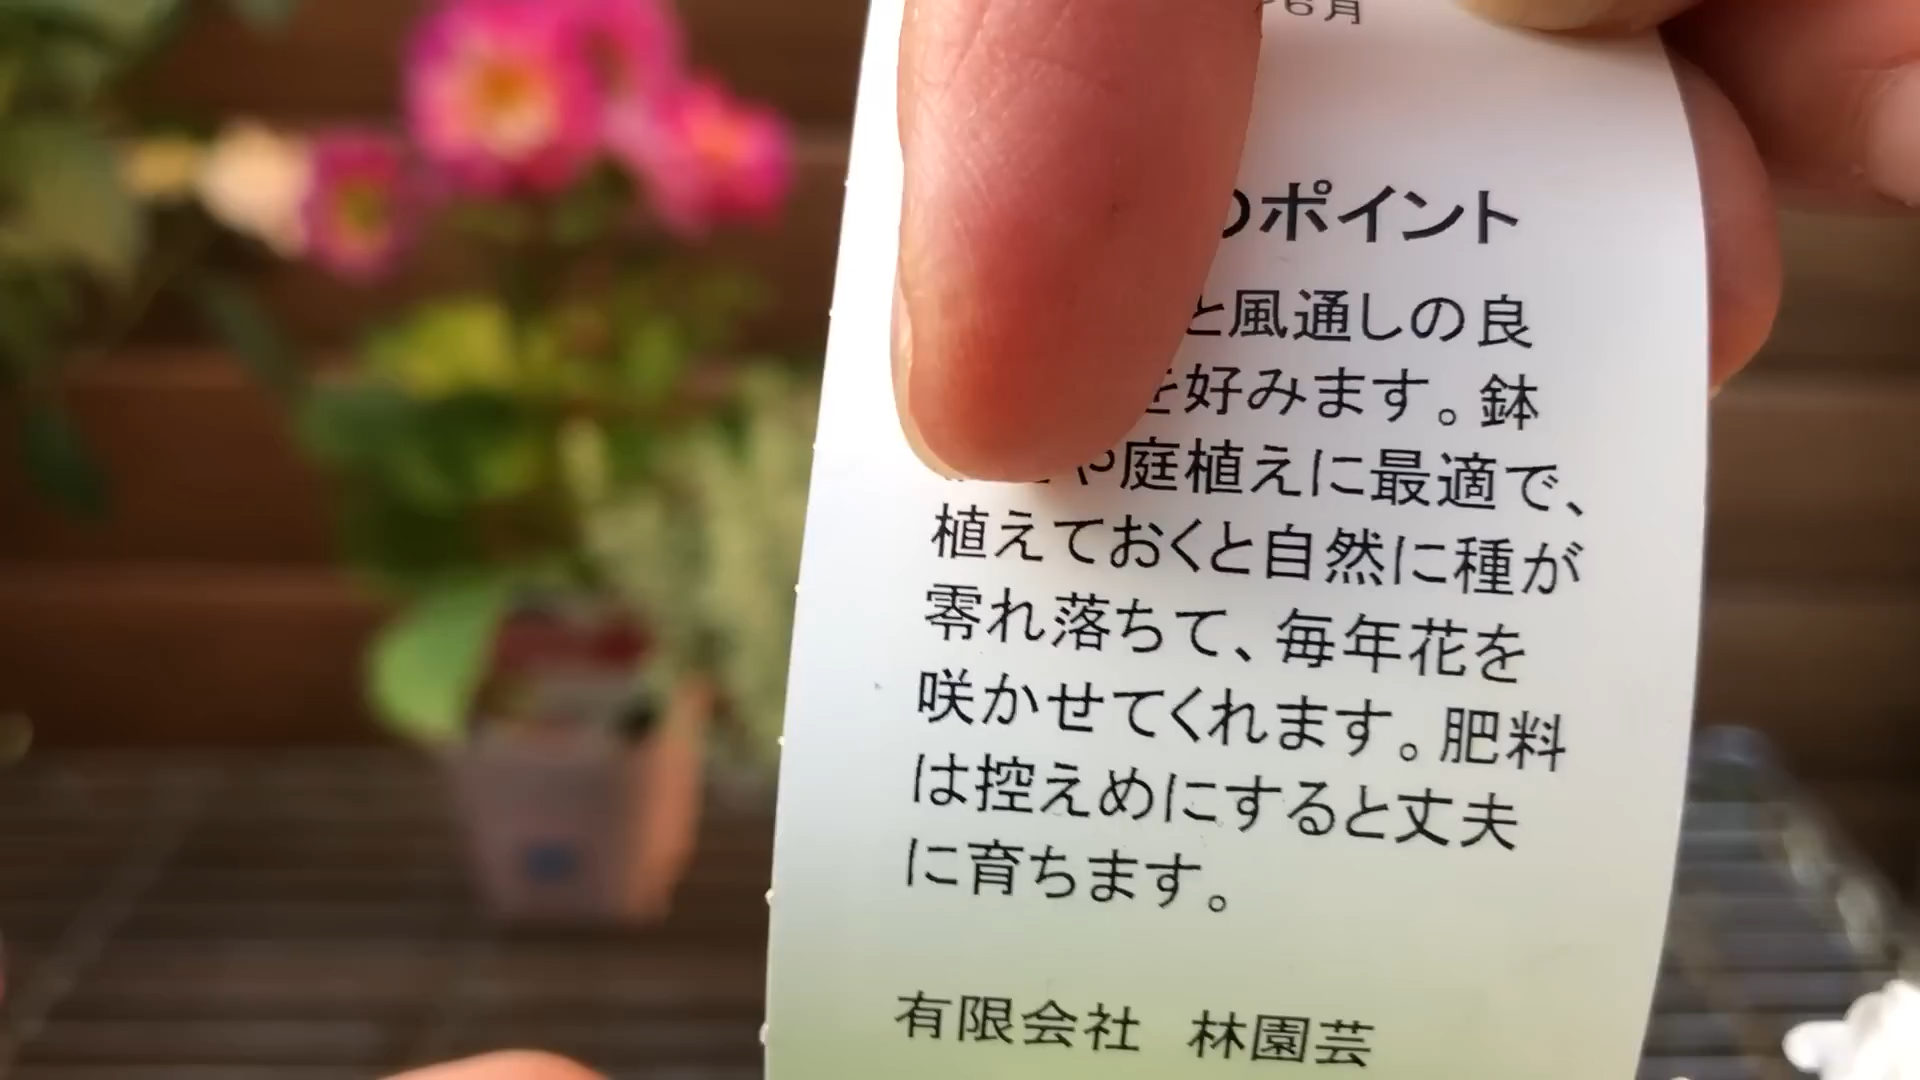 6月
のポイント
と風通しの良
を好みます。鉢
や庭植えに最適で、
植えておくと自然に種が
零れ落ちて、毎年花を
咲かせてくれます。肥料
は控えめにすると丈夫
に育ちます。
有限会社 林園芸